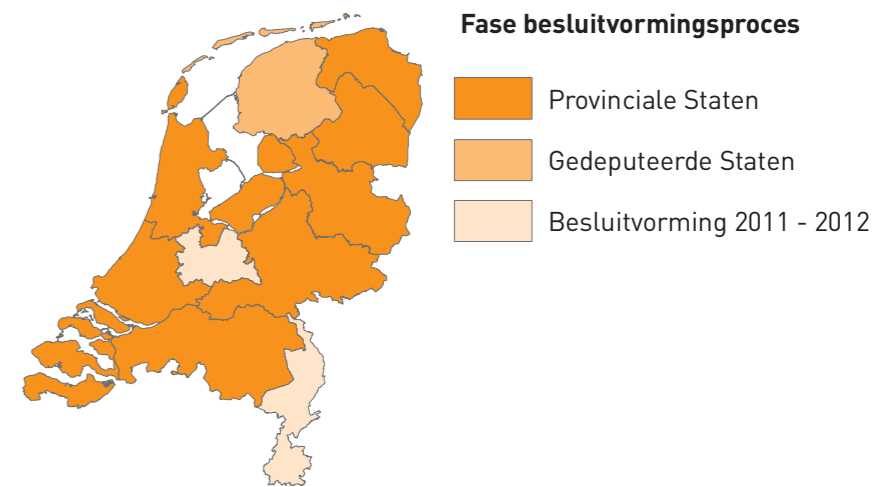 Fase besluitvormingsproces
Provinciale Staten
Gedeputeerde Staten
Besluitvorming 2011 - 2012